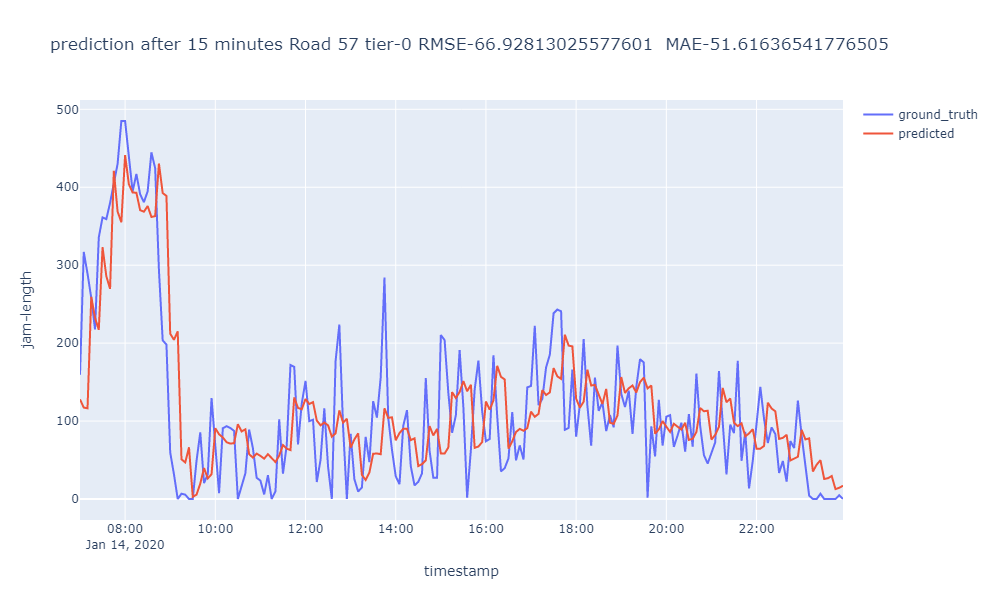 prediction after 15 minutes Road 57 tier-0 RMSE-66.92813025577601  MAE-51.61636541776505
ground_truth
predicted
500
400
300
200
100
0
jam-length
08:00 10:00 12:00 14:00 16:00 18:00 20:00 22:00
Jan 14, 2020
timestamp